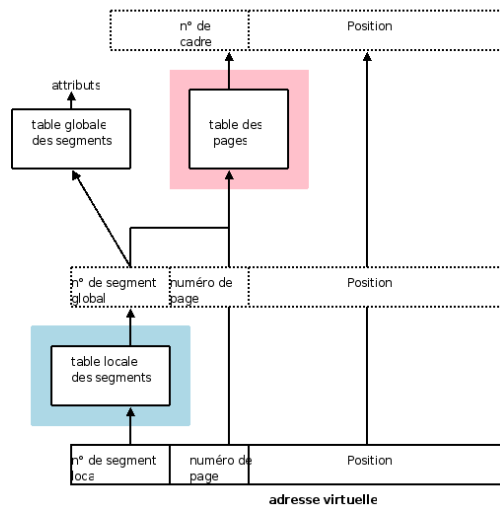 n° de
cadre
Position
attributs
table globale
des segments
table des
pages
n° de segment
global
numéro de
page
Position
table locale
des segments
n° de segment
loca
numéro de
page
Position
adresse virtuelle